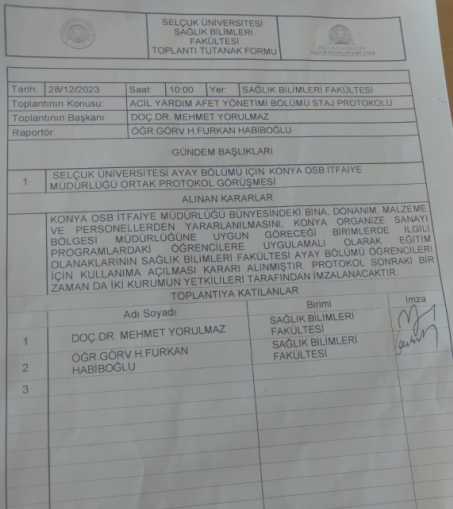 SELÇUK ÜNİVERSİTESİ
SAĞLIK BİLİMLERİ
FAKÜLTESİ
TOPLANTI TUTANAK FORMU
Tarih: 28/12/2023 Saat: 10:00 Yer: SAĞLIK BİLİMLERİ FAKÜLTESİ
Toplantının Konusu: ACİL YARDIM AFET YÖNETİMİ BÖLÜMÜ STAJ PROTOKOLÜ
Toplantının Başkanı: DOÇ.DR. MEHMET YORULMAZ
Raportör: ÖĞR.GÖRV H.FURKAN HABİBOĞLU
GÜNDEM BAŞLIKLARI
1 SELÇUK ÜNİVERSİTESİ AYAY BÖLÜMÜ İÇİN KONYA OSB İTFAİYE
MÜDÜRLÜĞÜ ORTAK PROTOKOL GÖRÜŞMESİ
ALINAN KARARLAR
KONYA OSB İTFAİYE MÜDÜRLÜĞÜ BÜNYESİNDEKİ BİNA, DONANIM, MALZEME
VE PERSONELLERDEN YARARLANILMASINI, KONYA ORGANİZE SANAYİ
BÖLGESİ MÜDÜRLÜĞÜNE UYGUN GÖRECEĞİ BİRİMLERDE İLGİLİ
PROGRAMLARDAKİ ÖĞRENCİLERE UYGULAMALI OLARAK EĞİTİM
OLANAKLARININ SAĞLIK BİLİMLERİ FAKÜLTESİ AYAY BÖLÜMÜ ÖĞRENCİLERİ
İÇİN KULLANIMA AÇILMASI KARARI ALINMIŞTIR. PROTOKOL SONRAKİ BİR
ZAMAN DA İKİ KURUMUN YETKİLİLERİ TARAFINDAN İMZALANACAKTIR.
TOPLANTIYA KATILANLAR
Adı Soyadi Birimi İmza
1 DOÇ.DR. MEHMET YORULMAZ SAĞLIK BİLİMLERİ
FAKÜLTESİ
2 ÖĞR.GÖRV H.FURKAN
HABİBOĞLU SAĞLIK BİLİMLERİ
FAKÜLTESİ
3